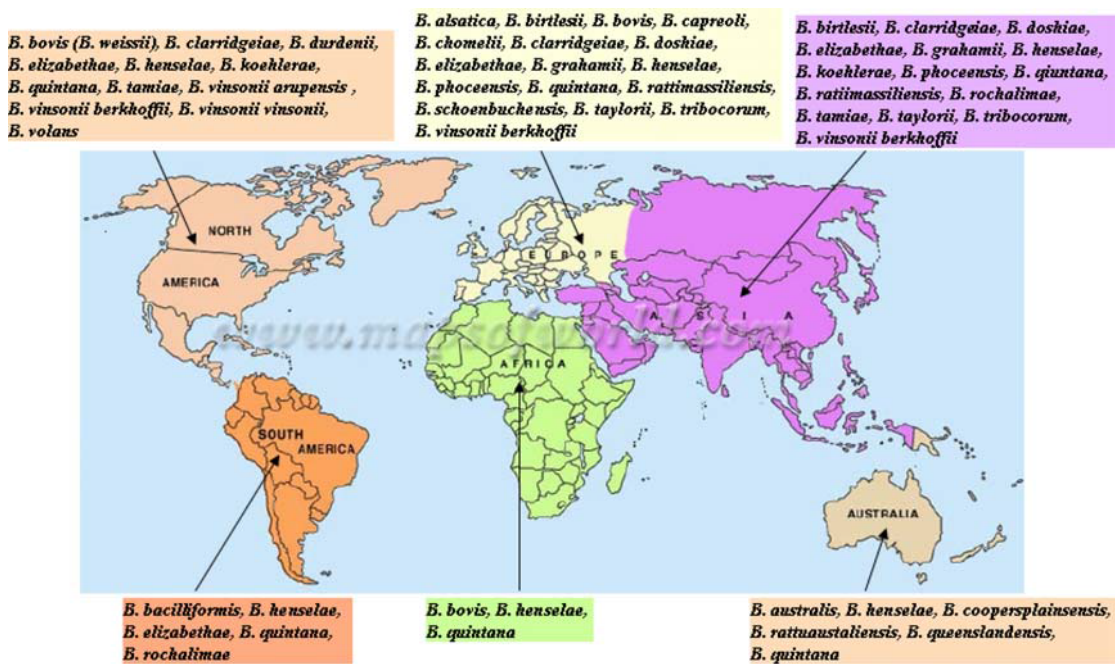 B. bovis (B. weissii), B. clarridgeiae, B. durdenii,
B. elizabethae, B. henselae, B. koehlerae,
B. quintana, B. tamiae, B. vinsonii arupensis ,
B. vinsonii berkhoffii, B. vinsonii vinsonii,
B. volans
B. alsatica, B. birtlesii, B. bovis, B. capreoli,
B. chomelii, B. clarridgeiae, B. doshiae,
B. elizabethae, B. grahamii, B. henselae,
B. phoceensis, B. quintana, B. rattimassiliensis,
B. schoenbuchensis, B. taylorii, B. tribocorum,
B. vinsonii berkhoffii
B. birtlesii, B. clarridgeiae, B. doshiae,
B. elizabethae, B. grahamii, B. henselae,
B. koehlerae, B. phoceensis, B. qiuntana,
B. ratiimassiliensis, B. rochalimae,
B. tamiae, B. taylorii, B. tribocorum,
B. vinsonii berkhoffii
NORTH
AMERICA
EUROPE
ASIA
www.mapsofworld.com
AFRICA
SOUTH
AMERICA
AUSTRALIA
B. bacilliformis, B. henselae,
B. elizabethae, B. quintana,
B. rochalimae
B. bovis, B. henselae,
B. quintana
B. australis, B. henselae, B. coopersplainsensis,
B. rattuaustaliensis, B. queenslandensis,
B. quintana